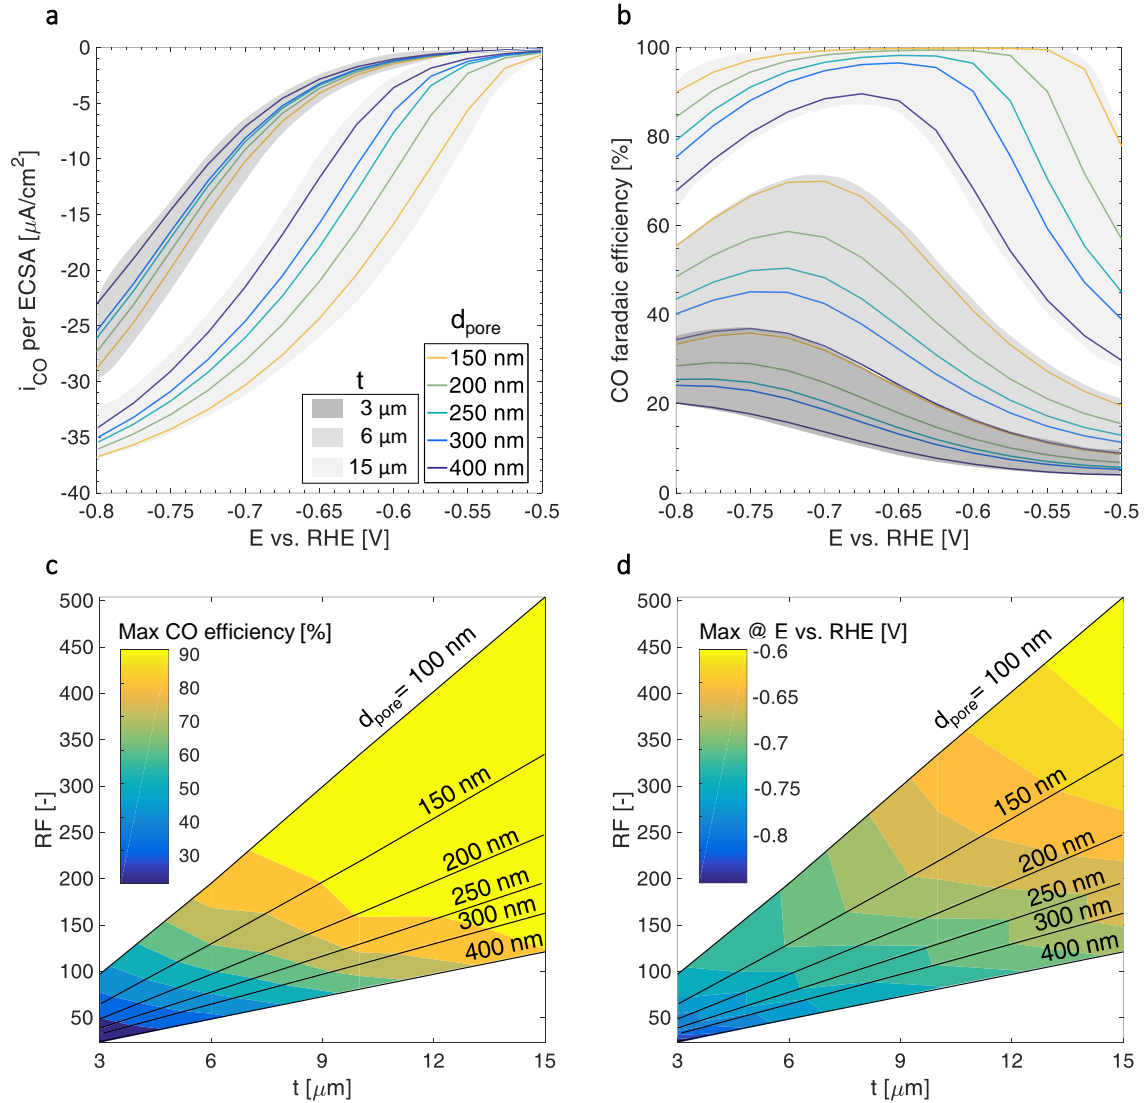 a
0
-5
-10
-15
-20
-25
-30
-35
-40
i_CO per ECSA [μA/cm²]
-0.8
-0.75
-0.7
-0.65
-0.6
-0.55
-0.5
E vs. RHE [V]
t
3 μm
6 μm
15 μm
d_pore
150 nm
200 nm
250 nm
300 nm
400 nm
b
100
80
60
40
20
0
CO faradaic efficiency [%]
-0.8
-0.75
-0.7
-0.65
-0.6
-0.55
-0.5
E vs. RHE [V]
c
500
450
400
350
300
250
200
150
100
50
RF [-]
Max CO efficiency [%]
90
80
70
60
50
40
30
d_pore= 100 nm
150 nm
200 nm
250 nm
300 nm
400 nm
3
6
9
12
15
t [μm]
d
500
450
400
350
300
250
200
150
100
50
RF [-]
Max @ E vs. RHE [V]
-0.6
-0.65
-0.7
-0.75
-0.8
d_pore= 100 nm
150 nm
200 nm
250 nm
300 nm
400 nm
3
6
9
12
15
t [μm]